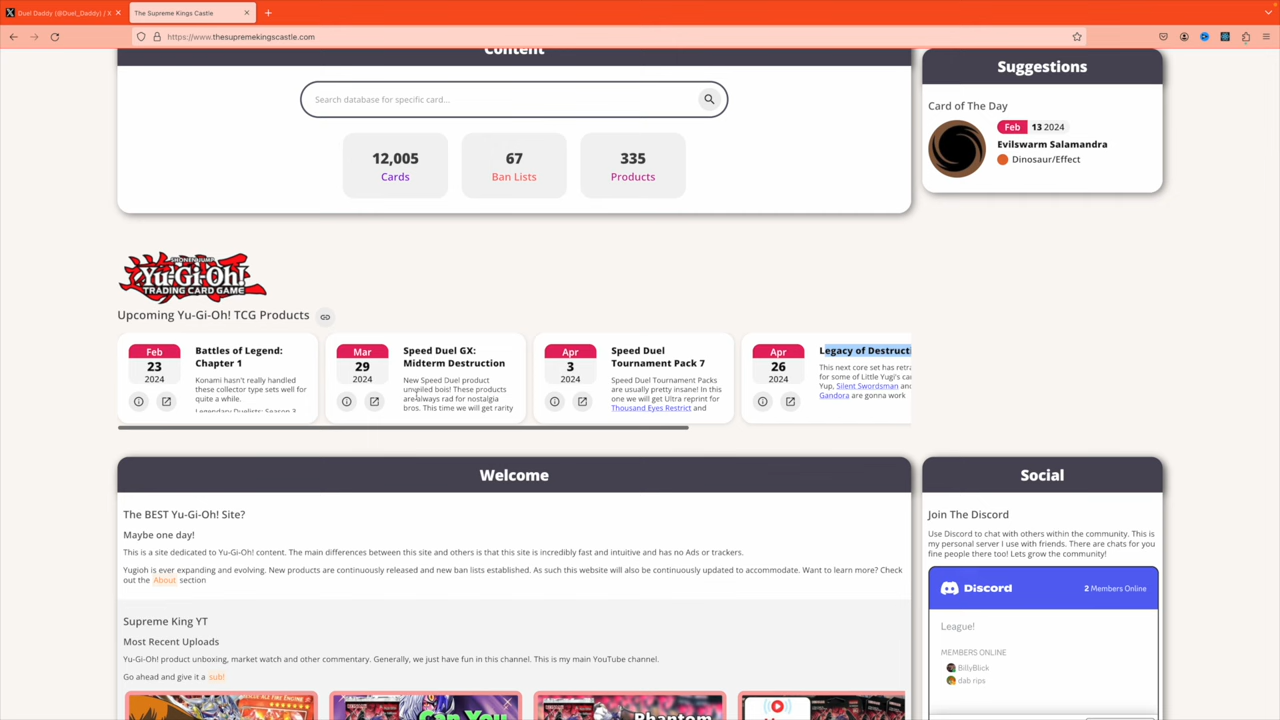 Duel Daddy (@Duel_Daddy) / X
The Supreme Kings Castle
https://www.thesupremekingscastle.com
Content
Search database for specific card...
12,005
Cards
67
Ban Lists
335
Products
Suggestions
Card of The Day
Feb 13 2024
Evilswarm Salamandra
Dinosaur/Effect
SHONEN JUMP
Yu-Gi-Oh!
TRADING CARD GAME
Upcoming Yu-Gi-Oh! TCG Products
Feb
23
2024
Battles of Legend:
Chapter 1
Konami hasn't really handled
these collector type sets well for
quite a while.
Legendary Duelists: Season 3
Mar
29
2024
Speed Duel GX:
Midterm Destruction
New Speed Duel product
unveiled bois! These products
are always rad for nostalgia
bros. This time we will get rarity
Apr
3
2024
Speed Duel
Tournament Pack 7
Speed Duel Tournament Packs
are usually pretty insane! In this
one we will get Ultra reprint for
Thousand Eyes Restrict and
Apr
26
2024
Legacy of Destructi
This next core set has retra
for some of Little Yugi's ca
Yup, Silent Swordsman and
Gandora are gonna work
Welcome
The BEST Yu-Gi-Oh! Site?
Maybe one day!
This is a site dedicated to Yu-Gi-Oh! content. The main differences between this site and others is that this site is incredibly fast and intuitive and has no Ads or trackers.
Yugioh is ever expanding and evolving. New products are continuously released and new ban lists established. As such this website will also be continuously updated to accommodate. Want to learn more? Check
out the About section
Supreme King YT
Most Recent Uploads
Yu-Gi-Oh! product unboxing, market watch and other commentary. Generally, we just have fun in this channel. This is my main YouTube channel.
Go ahead and give it a sub!
Can You
Phantom
Social
Join The Discord
Use Discord to chat with others within the community. This is
my personal server I use with friends. There are chats for you
fine people there too! Lets grow the community!
Discord
2 Members Online
League!
MEMBERS ONLINE
BillyBlick
dab rips